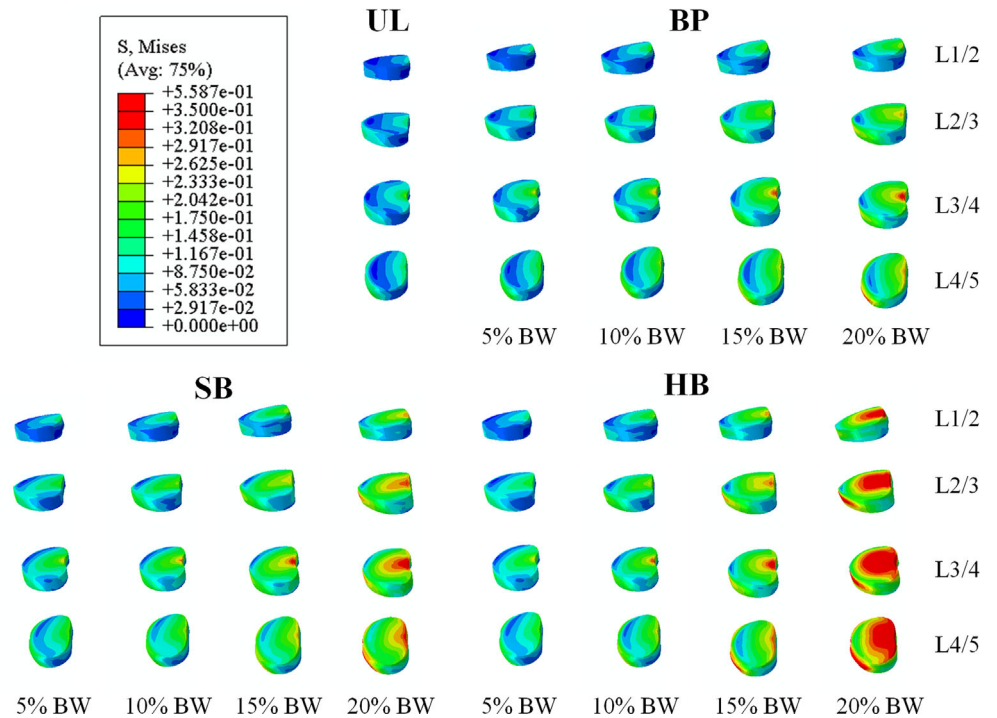 UL
BP
S, Mises
(Avg: 75%)
+5.587e-01
+3.500e-01
+3.208e-01
+2.917e-01
+2.625e-01
+2.333e-01
+2.042e-01
+1.750e-01
+1.458e-01
+1.167e-01
+8.750e-02
+5.833e-02
+2.917e-02
+0.000e+00
L1/2
L2/3
L3/4
L4/5
5% BW 10% BW 15% BW 20% BW
SB
HB
L1/2
L2/3
L3/4
L4/5
5% BW 10% BW 15% BW 20% BW 5% BW 10% BW 15% BW 20% BW